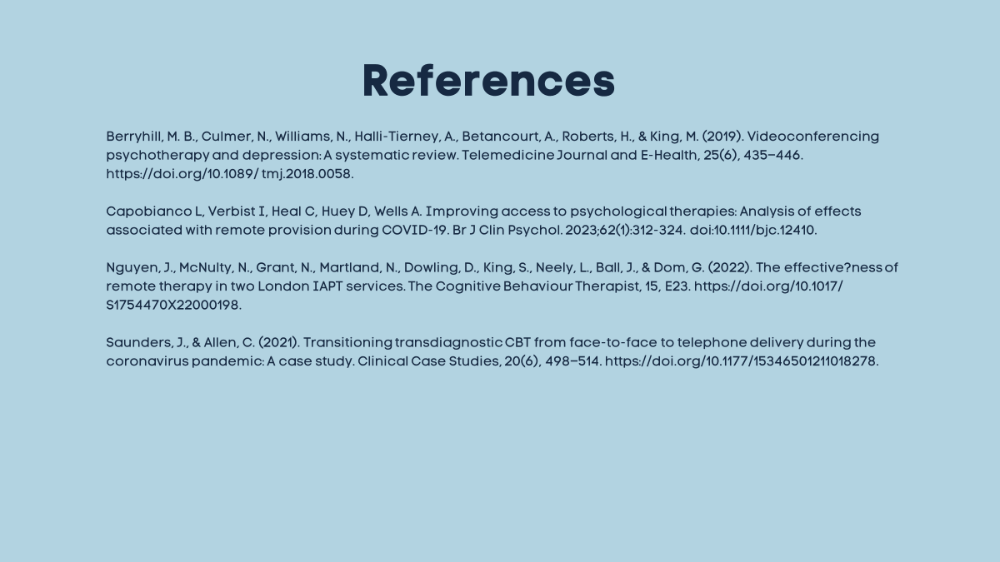 References
Berryhill, M. B., Culmer, N., Williams, N., Halli-Tierney, A., Betancourt, A., Roberts, H., & King, M. (2019). Videoconferencing
psychotherapy and depression: A systematic review. Telemedicine Journal and E-Health, 25(6), 435–446.
https://doi.org/10.1089/ tmj.2018.0058.
Capobianco L, Verbist I, Heal C, Huey D, Wells A. Improving access to psychological therapies: Analysis of effects
associated with remote provision during COVID-19. Br J Clin Psychol. 2023;62(1):312-324. doi:10.1111/bjc.12410.
Nguyen, J., McNulty, N., Grant, N., Martland, N., Dowling, D., King, S., Neely, L., Ball, J., & Dom, G. (2022). The effective?ness of
remote therapy in two London IAPT services. The Cognitive Behaviour Therapist, 15, E23. https://doi.org/10.1017/
S1754470X22000198.
Saunders, J., & Allen, C. (2021). Transitioning transdiagnostic CBT from face-to-face to telephone delivery during the
coronavirus pandemic: A case study. Clinical Case Studies, 20(6), 498–514. https://doi.org/10.1177/15346501211018278.